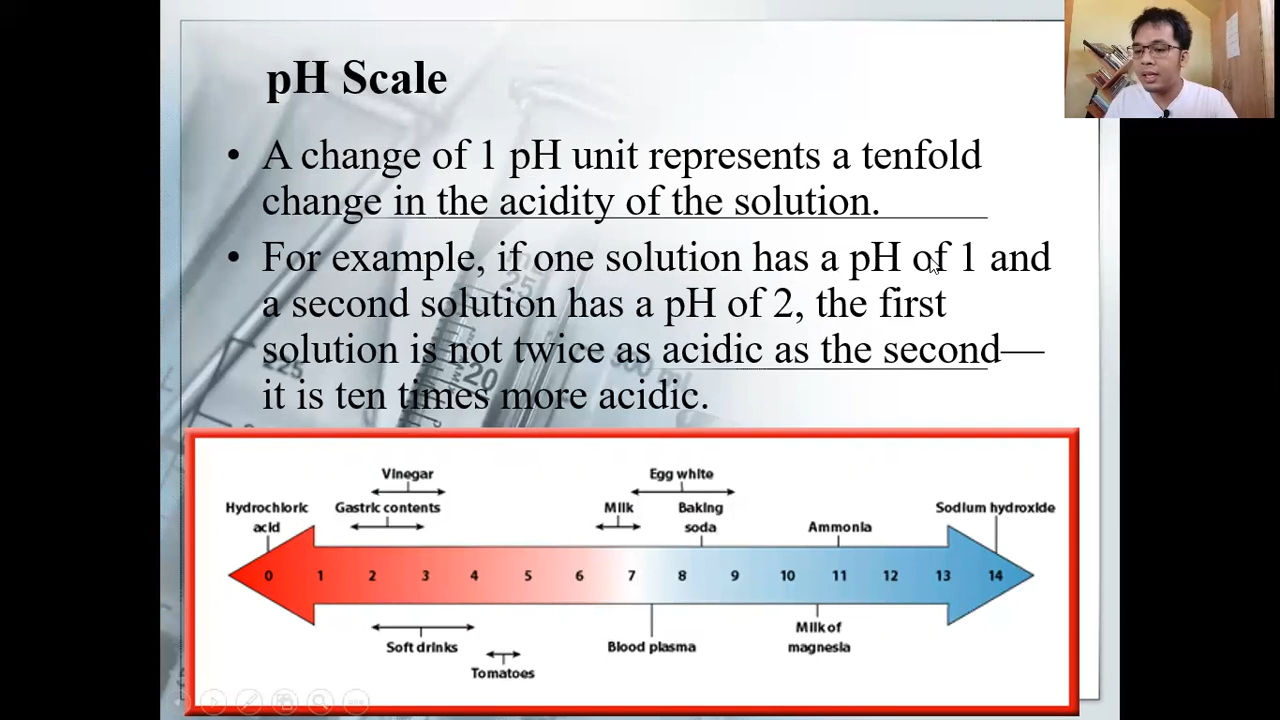 pH Scale
• A change of 1 pH unit represents a tenfold
change in the acidity of the solution.
• For example, if one solution has a pH of 1 and
a second solution has a pH of 2, the first
solution is not twice as acidic as the second—
it is ten times more acidic.
Vinegar
Egg white
Hydrochloric
acid
Gastric contents
Milk
Baking
soda
Ammonia
Sodium hydroxide
0 1 2 3 4 5 6 7 8 9 10 11 12 13 14
Soft drinks
Tomatoes
Blood plasma
Milk of
magnesia
225
25
20